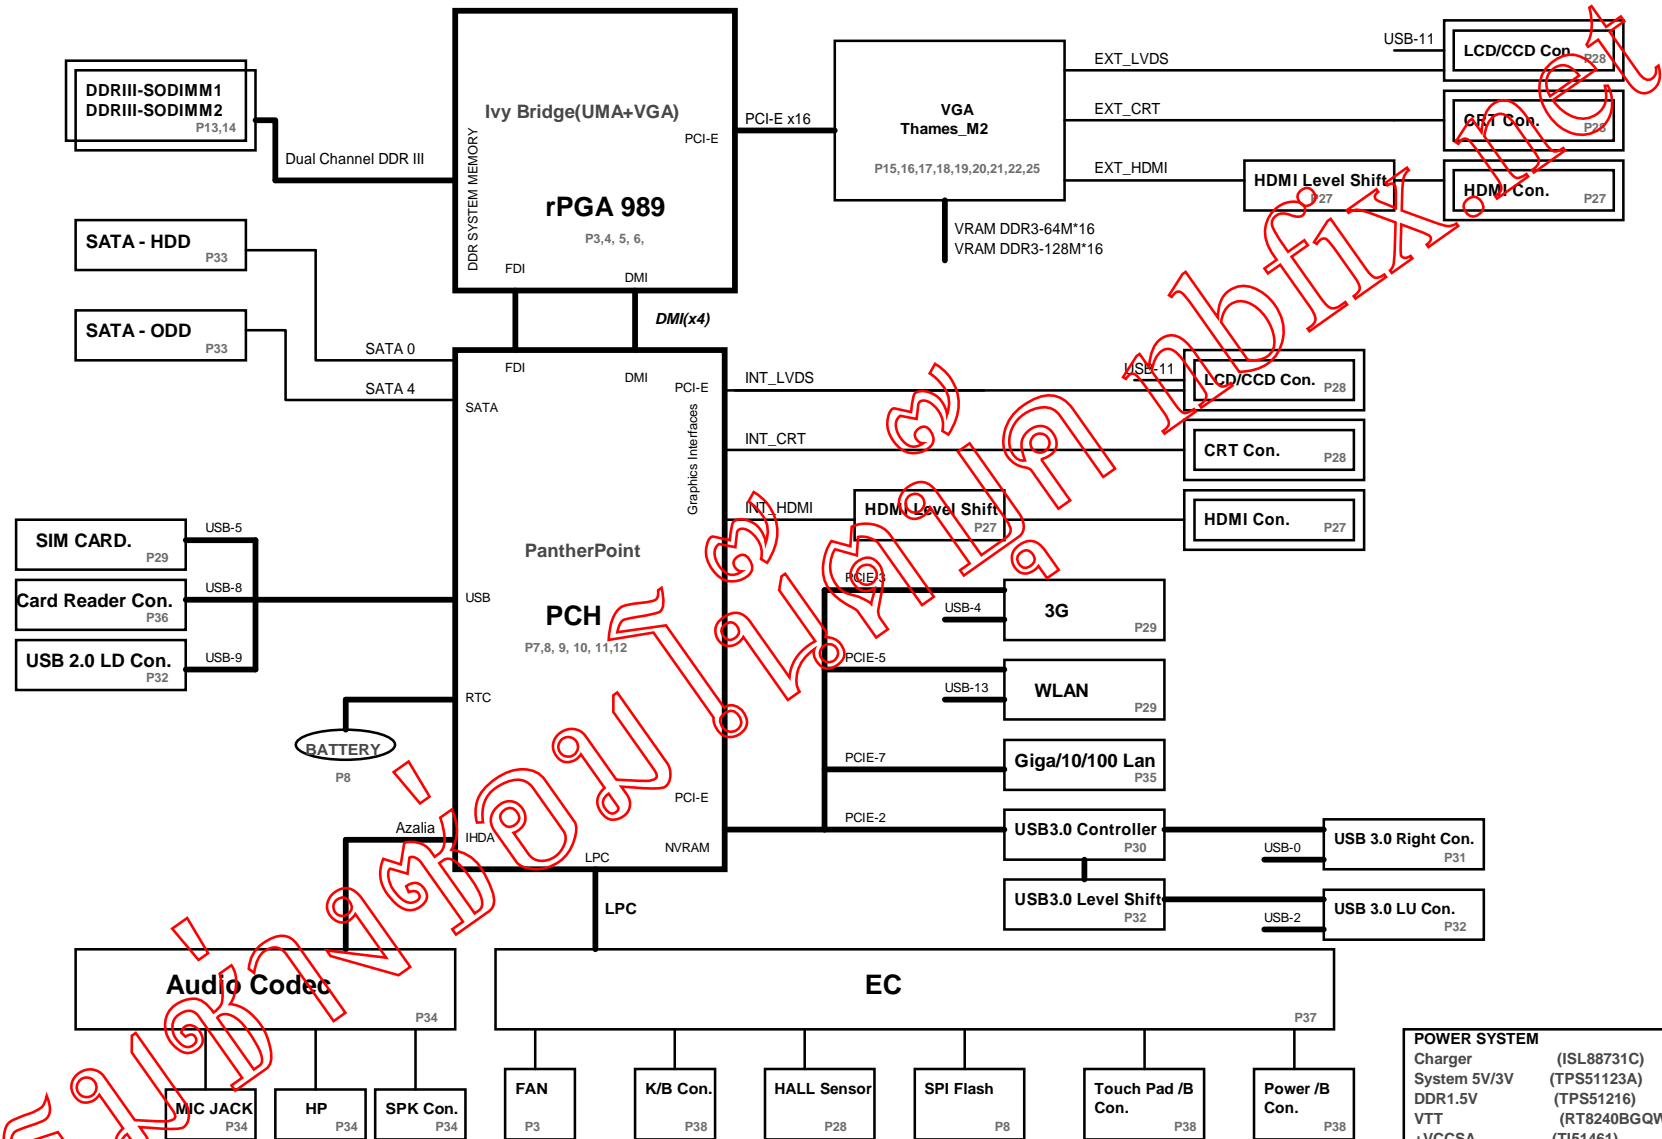 DDRIII-SODIMM1
DDRIII-SODIMM2
P13,14
Dual Channel DDR III
DDR SYSTEM MEMORY
Ivy Bridge(UMA+VGA)
PCI-E
rPGA 989
P3,4, 5, 6,
FDI
DMI
DMI(x4)
PCI-E x16
VGA
Thames_M2
P15,16,17,18,19,20,21,22,25
VRAM DDR3-64M*16
VRAM DDR3-128M*16
EXT_LVDS
EXT_CRT
EXT_HDMI
USB-11
LCD/CCD Con.
P28
CRT Con.
P28
HDMI Level Shift
P27
HDMI Con.
P27
SATA - HDD
P33
SATA - ODD
P33
SATA 0
SATA 4
FDI
DMI
PCI-E
SATA
Graphics Interfaces
INT_LVDS
USB-11
LCD/CCD Con.
P28
INT_CRT
CRT Con.
P28
INT_HDMI
HDMI Level Shift
P27
HDMI Con.
P27
PantherPoint
PCH
P7,8, 9, 10, 11,12
SIM CARD.
P29
USB-5
Card Reader Con.
P36
USB-8
USB 2.0 LD Con.
P32
USB-9
USB
RTC
BATTERY
P8
Azalia
IHDA
LPC
PCI-E
NVRAM
LPC
PCIE-3
USB-4
3G
P29
PCIE-5
USB-13
WLAN
P29
PCIE-7
Giga/10/100 Lan
P35
PCIE-2
USB3.0 Controller
P30
USB-0
USB 3.0 Right Con.
P31
USB3.0 Level Shift
P32
USB-2
USB 3.0 LU Con.
P32
Audio Codec
P34
EC
P37
MIC JACK
P34
HP
P34
SPK Con.
P34
FAN
P3
K/B Con.
P38
HALL Sensor
P28
SPI Flash
P8
Touch Pad /B
Con.
P38
Power /B
Con.
P38
POWER SYSTEM
Charger (ISL88731C)
System 5V/3V (TPS51123A)
DDR1.5V (TPS51216)
VTT (RT8240BGQW
+VCCSA (TI51461)
nbfix.net